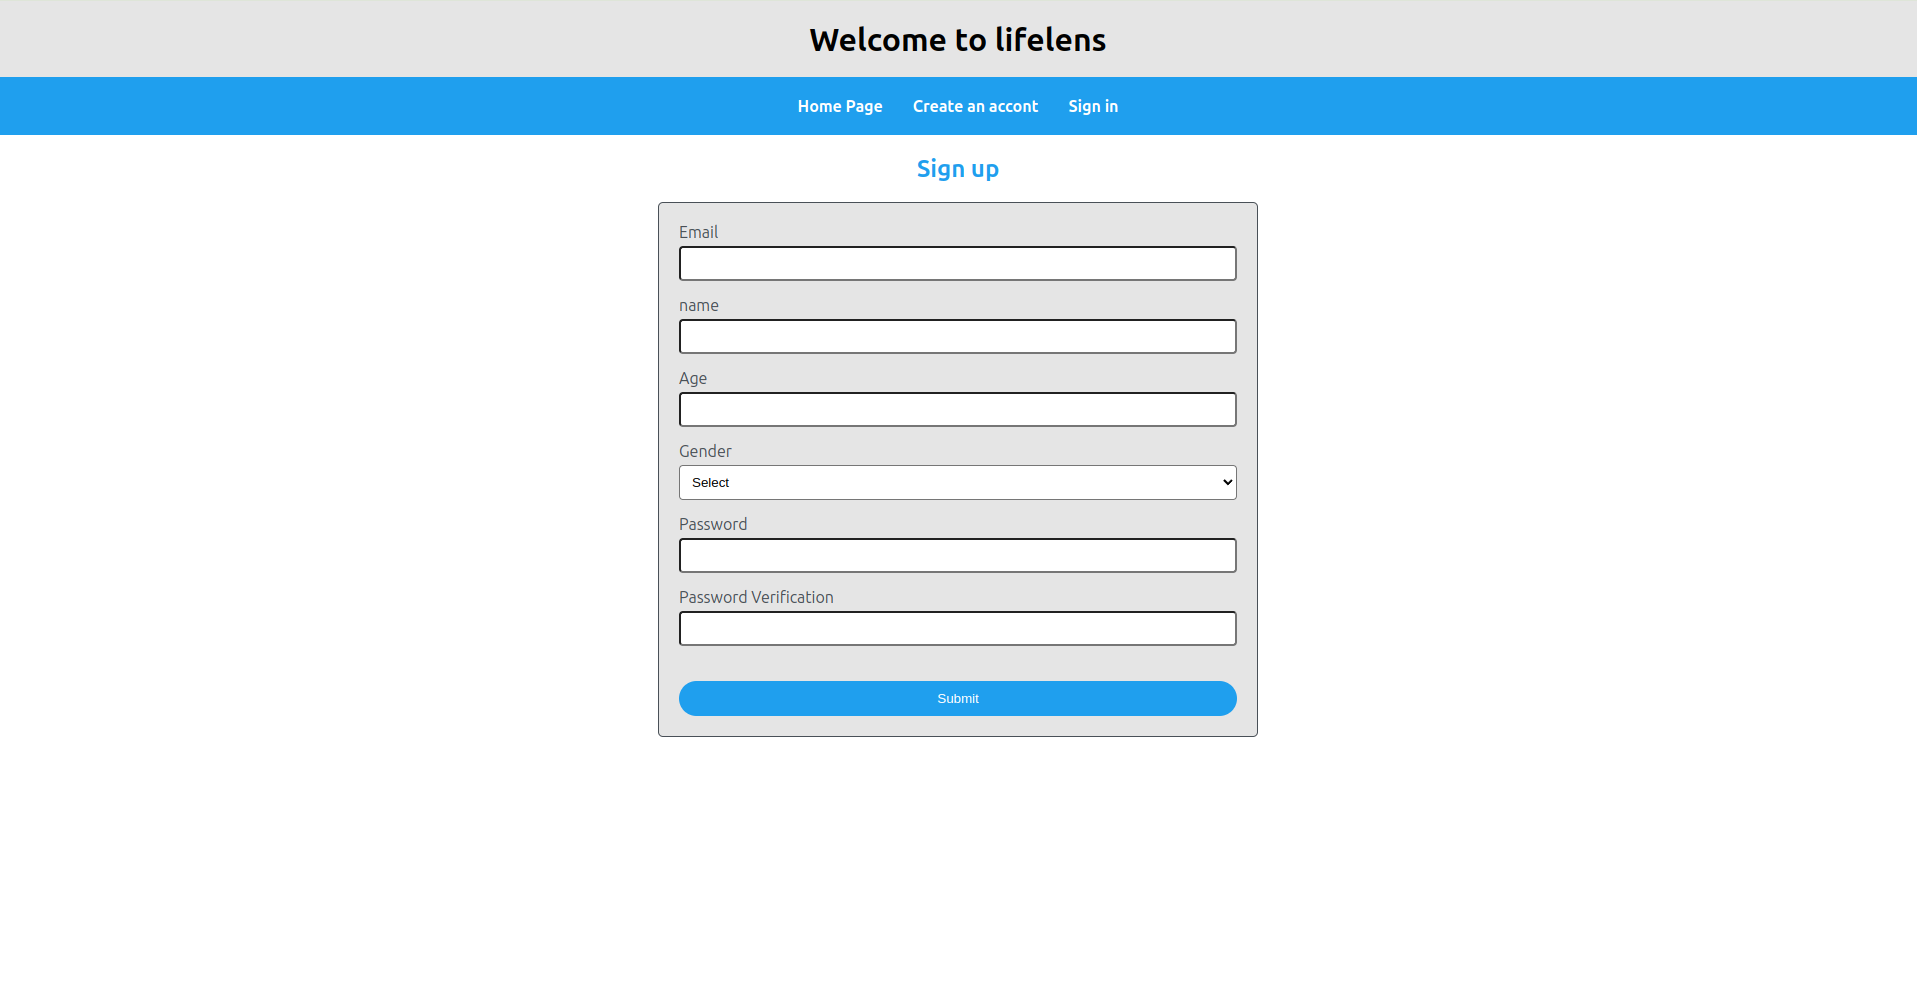 Welcome to lifelens
Home Page Create an accont Sign in
Sign up
Email
name
Age
Gender
Select
Password
Password Verification
Submit